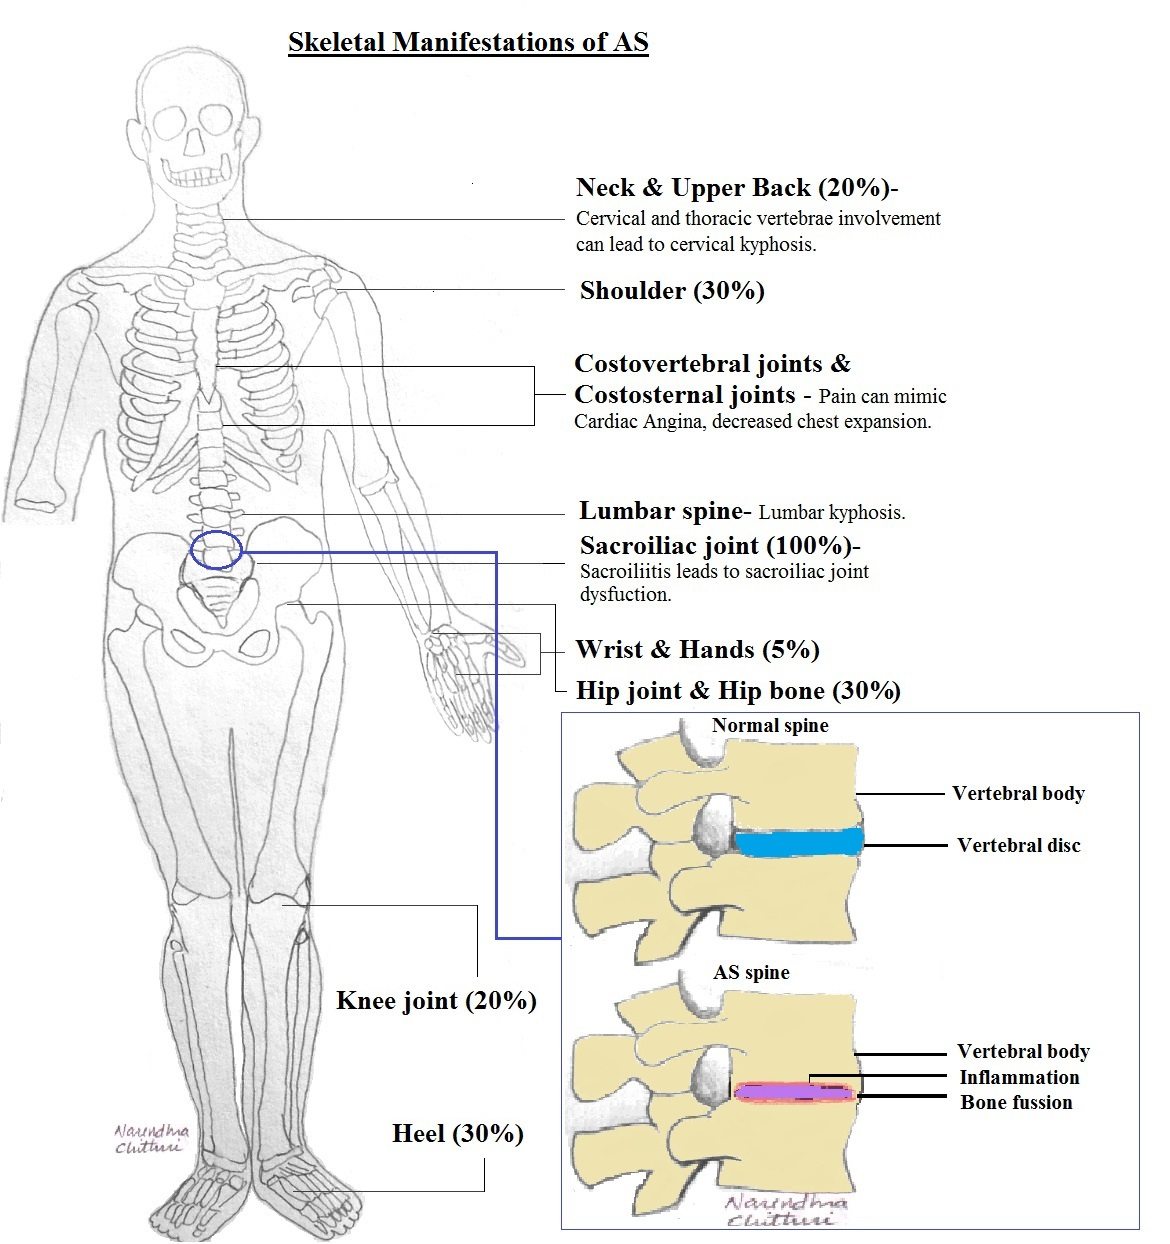 Skeletal Manifestations of AS
Neck & Upper Back (20%)-
Cervical and thoracic vertebrae involvement
can lead to cervical kyphosis.
Shoulder (30%)
Costovertebral joints &
Costosternal joints - Pain can mimic
Cardiac Angina, decreased chest expansion.
Lumbar spine- Lumbar kyphosis.
Sacroiliac joint (100%)-
Sacroiliitis leads to sacroiliac joint
dysfuction.
Wrist & Hands (5%)
Hip joint & Hip bone (30%)
Normal spine
Vertebral body
Vertebral disc
AS spine
Vertebral body
Inflammation
Bone fussion
Knee joint (20%)
Heel (30%)
Narendhra
Chitturi
Narendhra
Chitturi